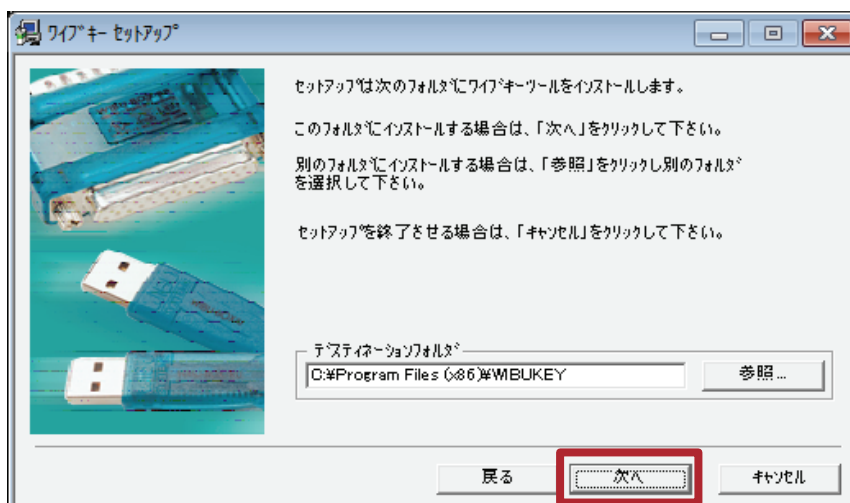 ワイブキー セットアップ
セットアップは次のフォルダにワイブキーツールをインストールします。
このフォルダにインストールする場合は、「次へ」をクリックして下さい。
別のフォルダにインストールする場合は、「参照」をクリックし別のフォルダ
を選択して下さい。
セットアップを終了させる場合は、「キャンセル」をクリックして下さい。
デスティネーションフォルダ
C:¥Program Files (x86)¥WIBUKEY
参照...
戻る
次へ
キャンセル